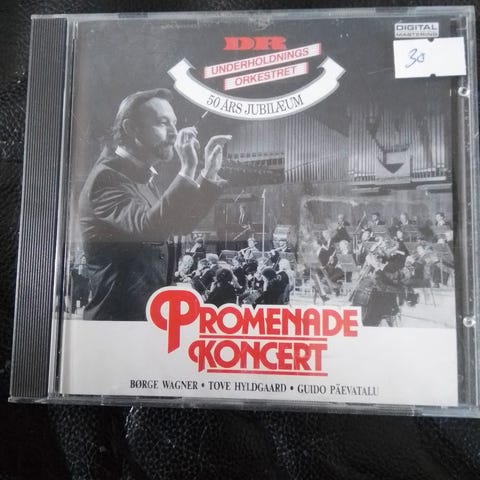 DR
UNDERHOLDNINGS
ORKESTRET
50 ÅRS JUBILÆUM
DIGITAL
MASTERING
30
PROMENADE
KONCERT
BØRGE WAGNER • TOVE HYLDGAARD • GUIDO PÄEVATALU